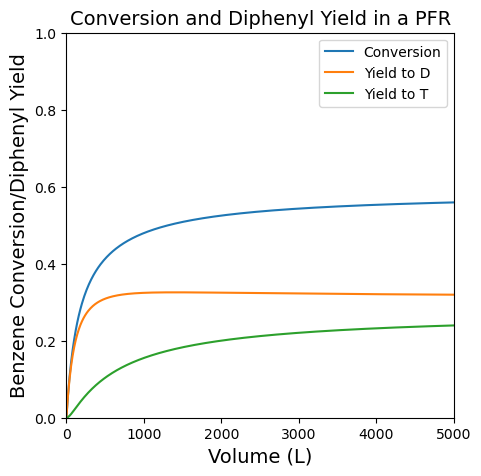 Conversion and Diphenyl Yield in a PFR
Benzene Conversion/Diphenyl Yield
1.0
0.8
0.6
0.4
0.2
0.0
Conversion
Yield to D
Yield to T
0 1000 2000 3000 4000 5000
Volume (L)